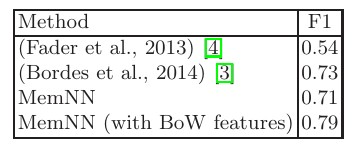 Method F1
(Fader et al., 2013) [4] 0.54
(Bordes et al., 2014) [3] 0.73
MemNN 0.71
MemNN (with BoW features) 0.79